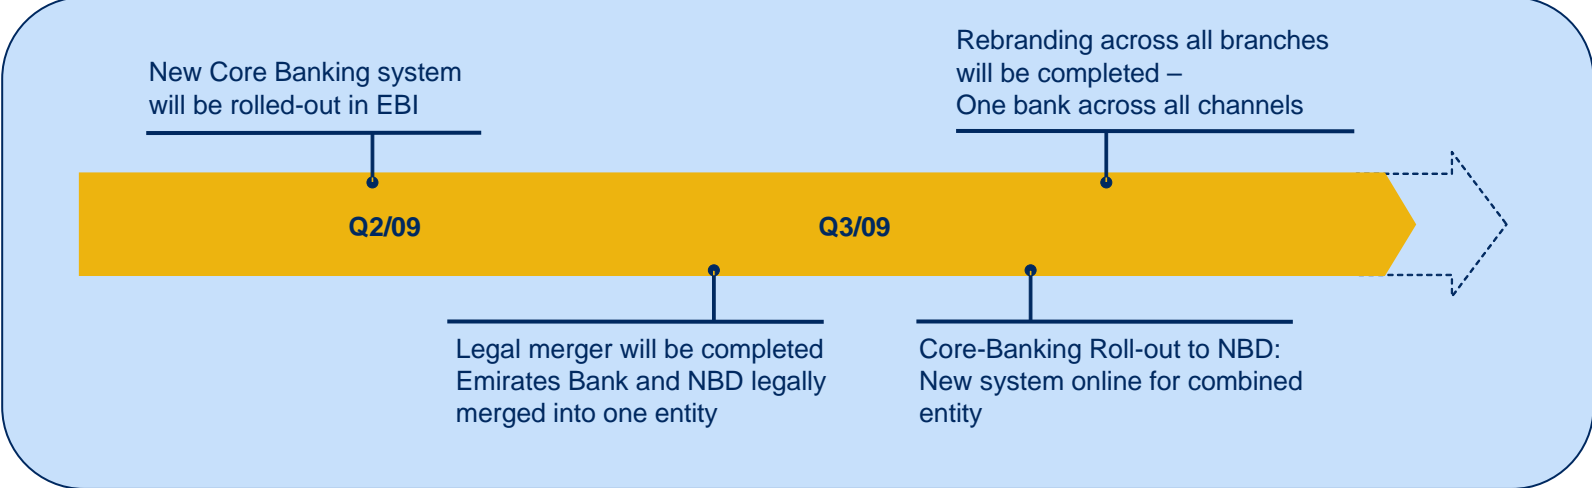 New Core Banking system
will be rolled-out in EBI
Rebranding across all branches
will be completed –
One bank across all channels
Q2/09
Q3/09
Legal merger will be completed
Emirates Bank and NBD legally
merged into one entity
Core-Banking Roll-out to NBD:
New system online for combined
entity